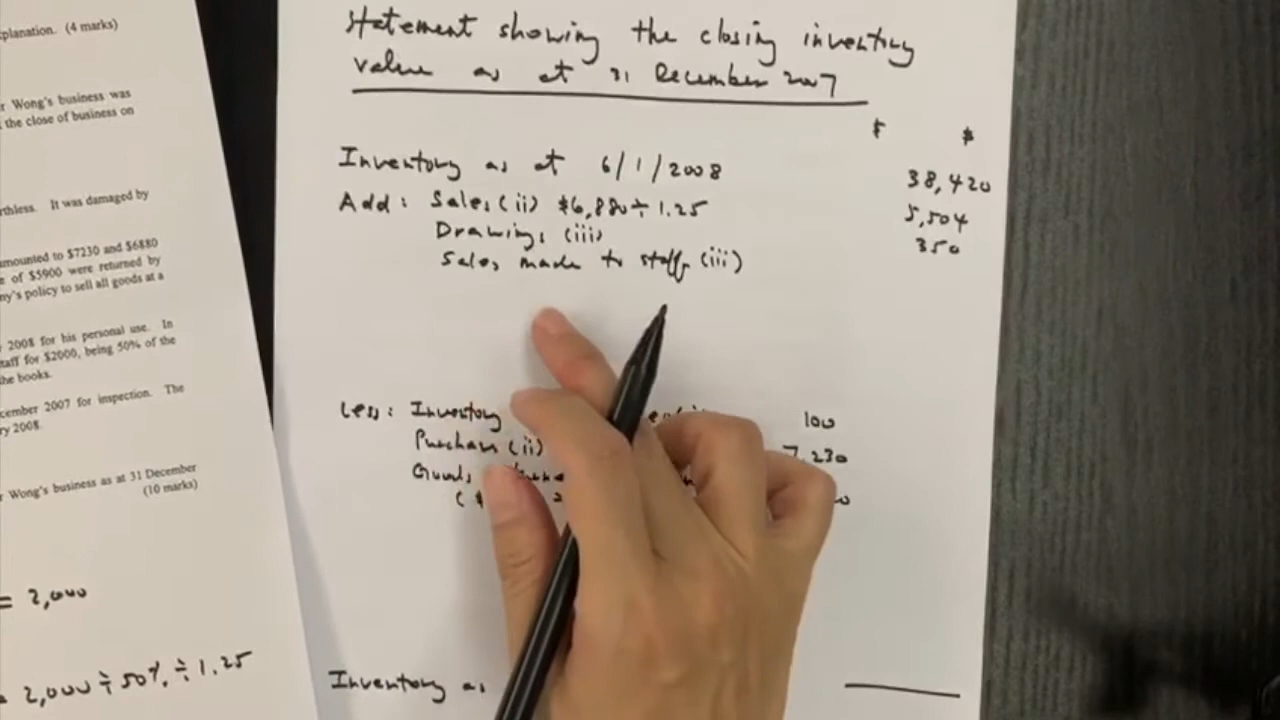 planation. (4 marks)
r Wong's business was
the close of business on
thless. It was damaged by
mounted to $7230 and $6880
e of $5900 were returned by
ny's policy to sell all goods at a
2008 for his personal use. In
taff for $2000, being 50% of the
he books.
cember 2007 for inspection. The
ry 2008.
r Wong's business as at 31 December
(10 marks)
= 2,000
= 2,000 ÷ 50% ÷ 1.25
Statement showing the closing inventory
value as at 31 December 2007
$ $
Inventory as at 6/1/2008 38,420
Add: Sales (ii) $6,880 ÷ 1.25 5,504
Drawings (iii) 350
Sales made to staff (iii)
Less: Inventory 100
Purchases (ii) 7,230
Goods
( $
Inventory as